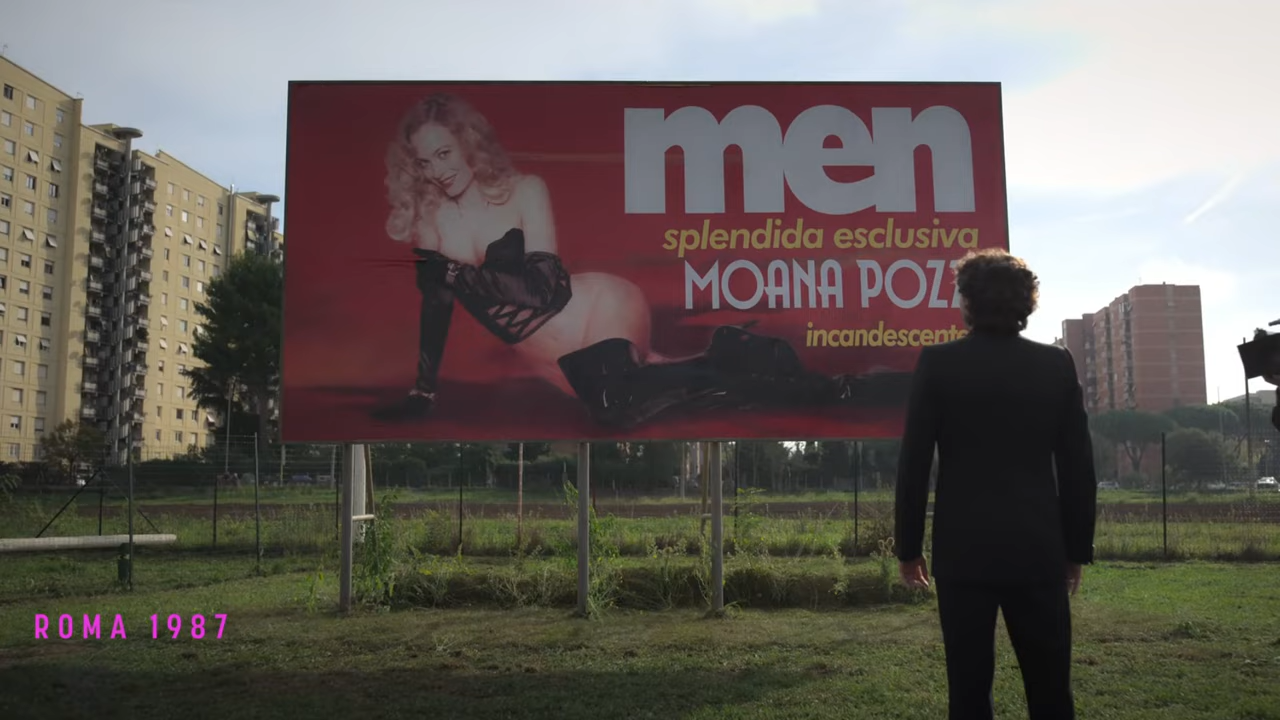 men
splendida esclusiva
MOANA POZZ
incandescente
ROMA 1987